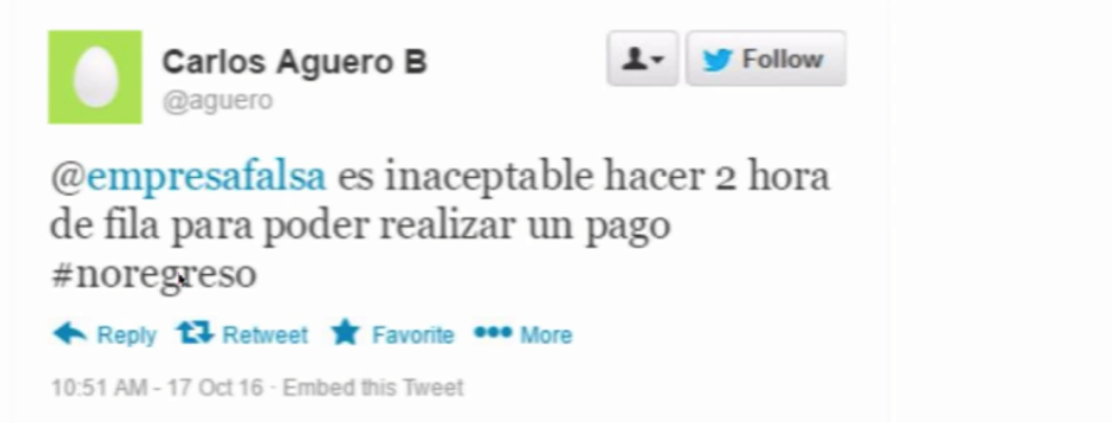 Carlos Aguero B
@aguero
Follow
@empresafalsa es inaceptable hacer 2 hora
de fila para poder realizar un pago
#noregreso
Reply Retweet Favorite More
10:51 AM - 17 Oct 16 · Embed this Tweet